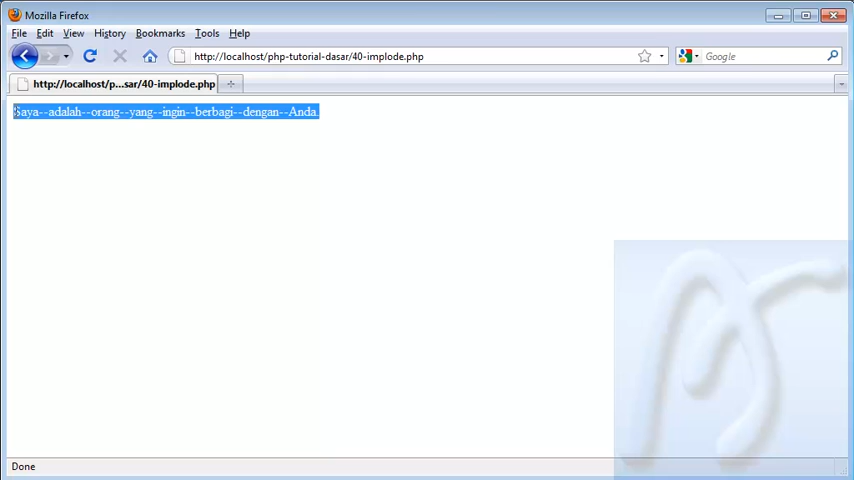 Mozilla Firefox
File Edit View History Bookmarks Tools Help
http://localhost/php-tutorial-dasar/40-implode.php
Google
http://localhost/p...sar/40-implode.php
Saya--adalah--orang--yang--ingin--berbagi--dengan--Anda.
Done